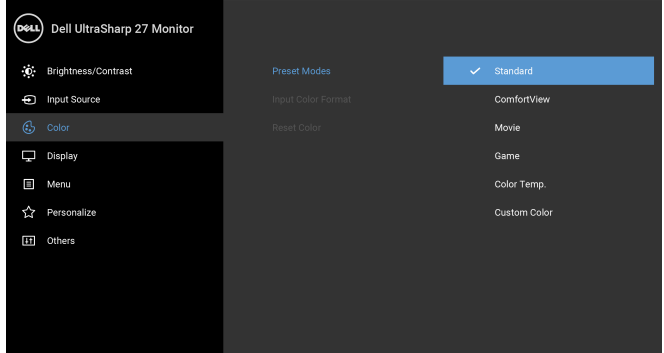 DELL
Dell UltraSharp 27 Monitor
Brightness/Contrast
Preset Modes
Standard
Input Source
Input Color Format
ComfortView
Color
Reset Color
Movie
Display
Game
Menu
Color Temp.
Personalize
Custom Color
Others